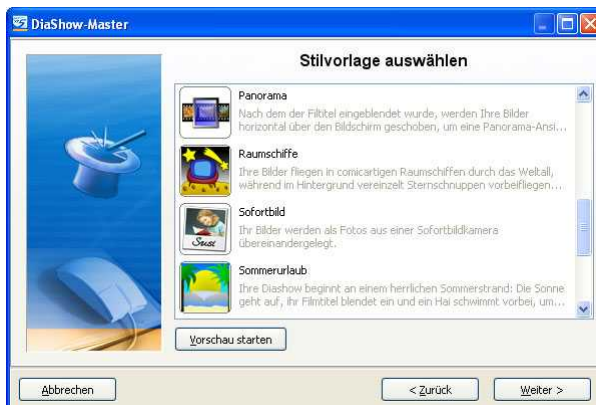 DiaShow-Master
Stilvorlage auswählen
Panorama
Nach dem der Filtitel eingeblendet wurde, werden Ihre Bilder
horizontal über den Bildschirm geschoben, um eine Panorama-Ansi...
Raumschiffe
Ihre Bilder fliegen in comicartigen Raumschiffen durch das Weltall,
während im Hintergrund vereinzelt Sternschnuppen vorbeifliegen...
Sofortbild
Ihr Bilder werden als Fotos aus einer Sofortbildkamera
übereinandergelegt.
Susi
Sommerurlaub
Ihre Diashow beginnt an einem herrlichen Sommerstrand: Die Sonne
geht auf, ihr Filmtitel blendet ein und ein Hai schwimmt vorbei, um...
Vorschau starten
Abbrechen
< Zurück
Weiter >